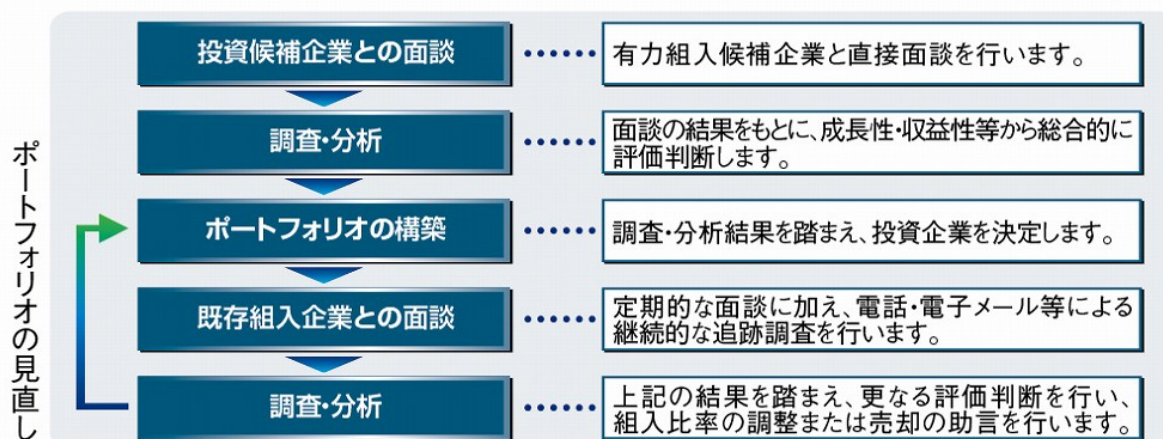 投資候補企業との面談
有力組入候補企業と直接面談を行います。
調査・分析
面談の結果をもとに、成長性・収益性等から総合的に
評価判断します。
ポートフォリオの構築
調査・分析結果を踏まえ、投資企業を決定します。
既存組入企業との面談
定期的な面談に加え、電話・電子メール等による
継続的な追跡調査を行います。
調査・分析
上記の結果を踏まえ、更なる評価判断を行い、
組入比率の調整または売却の助言を行います。
ポートフォリオの見直し